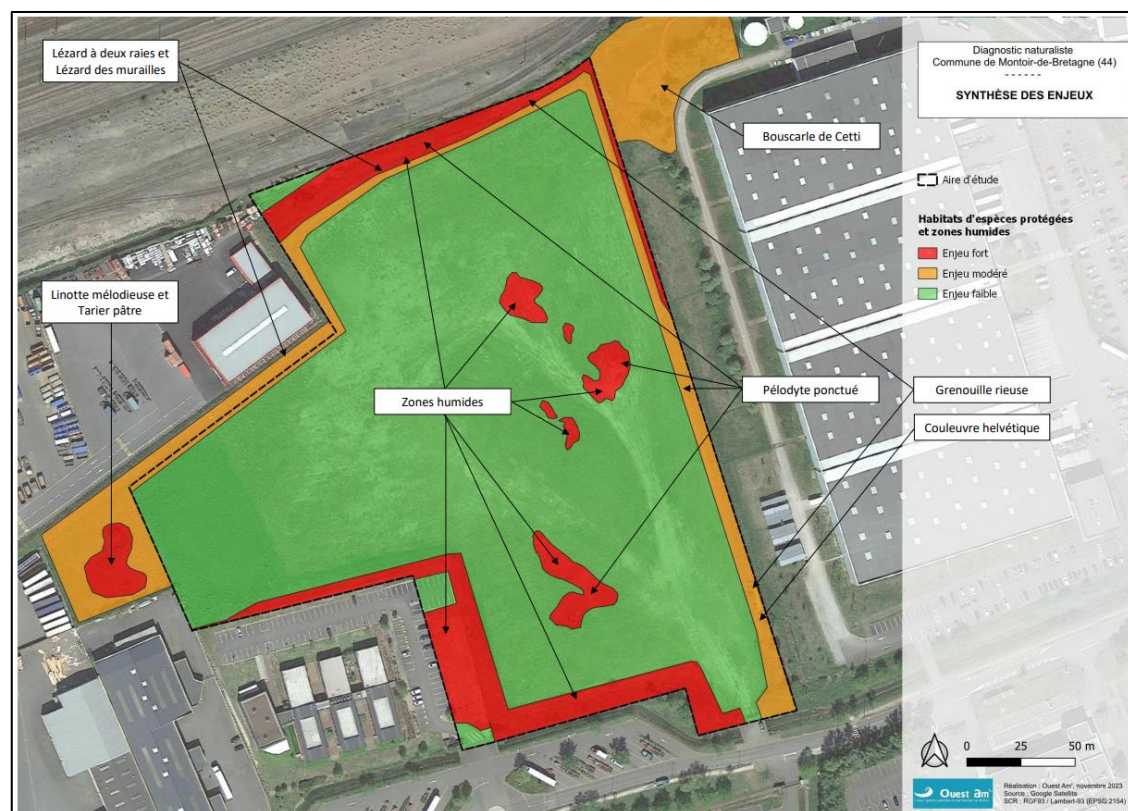 Lézard à deux raies et
Lézard des murailles
Diagnostic naturaliste
Commune de Montoir-de-Bretagne (44)
------
SYNTHÈSE DES ENJEUX
Bouscarle de Cetti
Aire d'étude
Habitats d'espèces protégées
et zones humides
Enjeu fort
Enjeu modéré
Enjeu faible
Linotte mélodieuse et
Tarier pâtre
Zones humides
Pélodyte ponctué
Grenouille rieuse
Couleuvre helvétique
0 25 50 m
Ouest Am'
Réalisation : Ouest Am', novembre 2023
Source : Google Satellite
SCR : RGF93 / Lambert-93 (EPSG:2154)